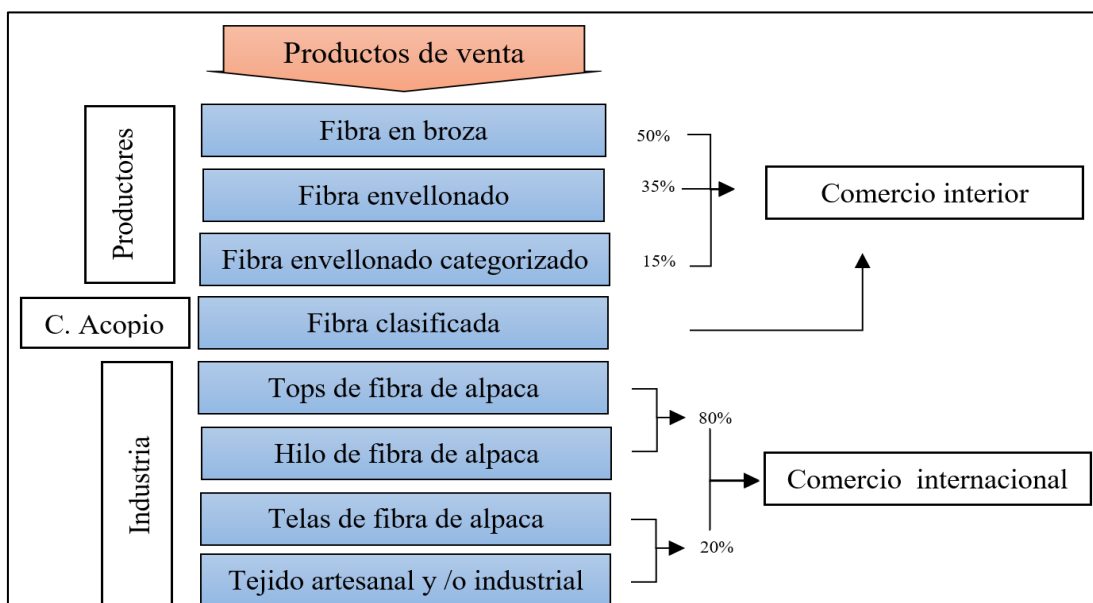 Productos de venta
Productores
Fibra en broza
50%
Fibra envellonado
35%
Comercio interior
Fibra envellonado categorizado
15%
C. Acopio
Fibra clasificada
Industria
Tops de fibra de alpaca
80%
Hilo de fibra de alpaca
Comercio internacional
Telas de fibra de alpaca
20%
Tejido artesanal y /o industrial